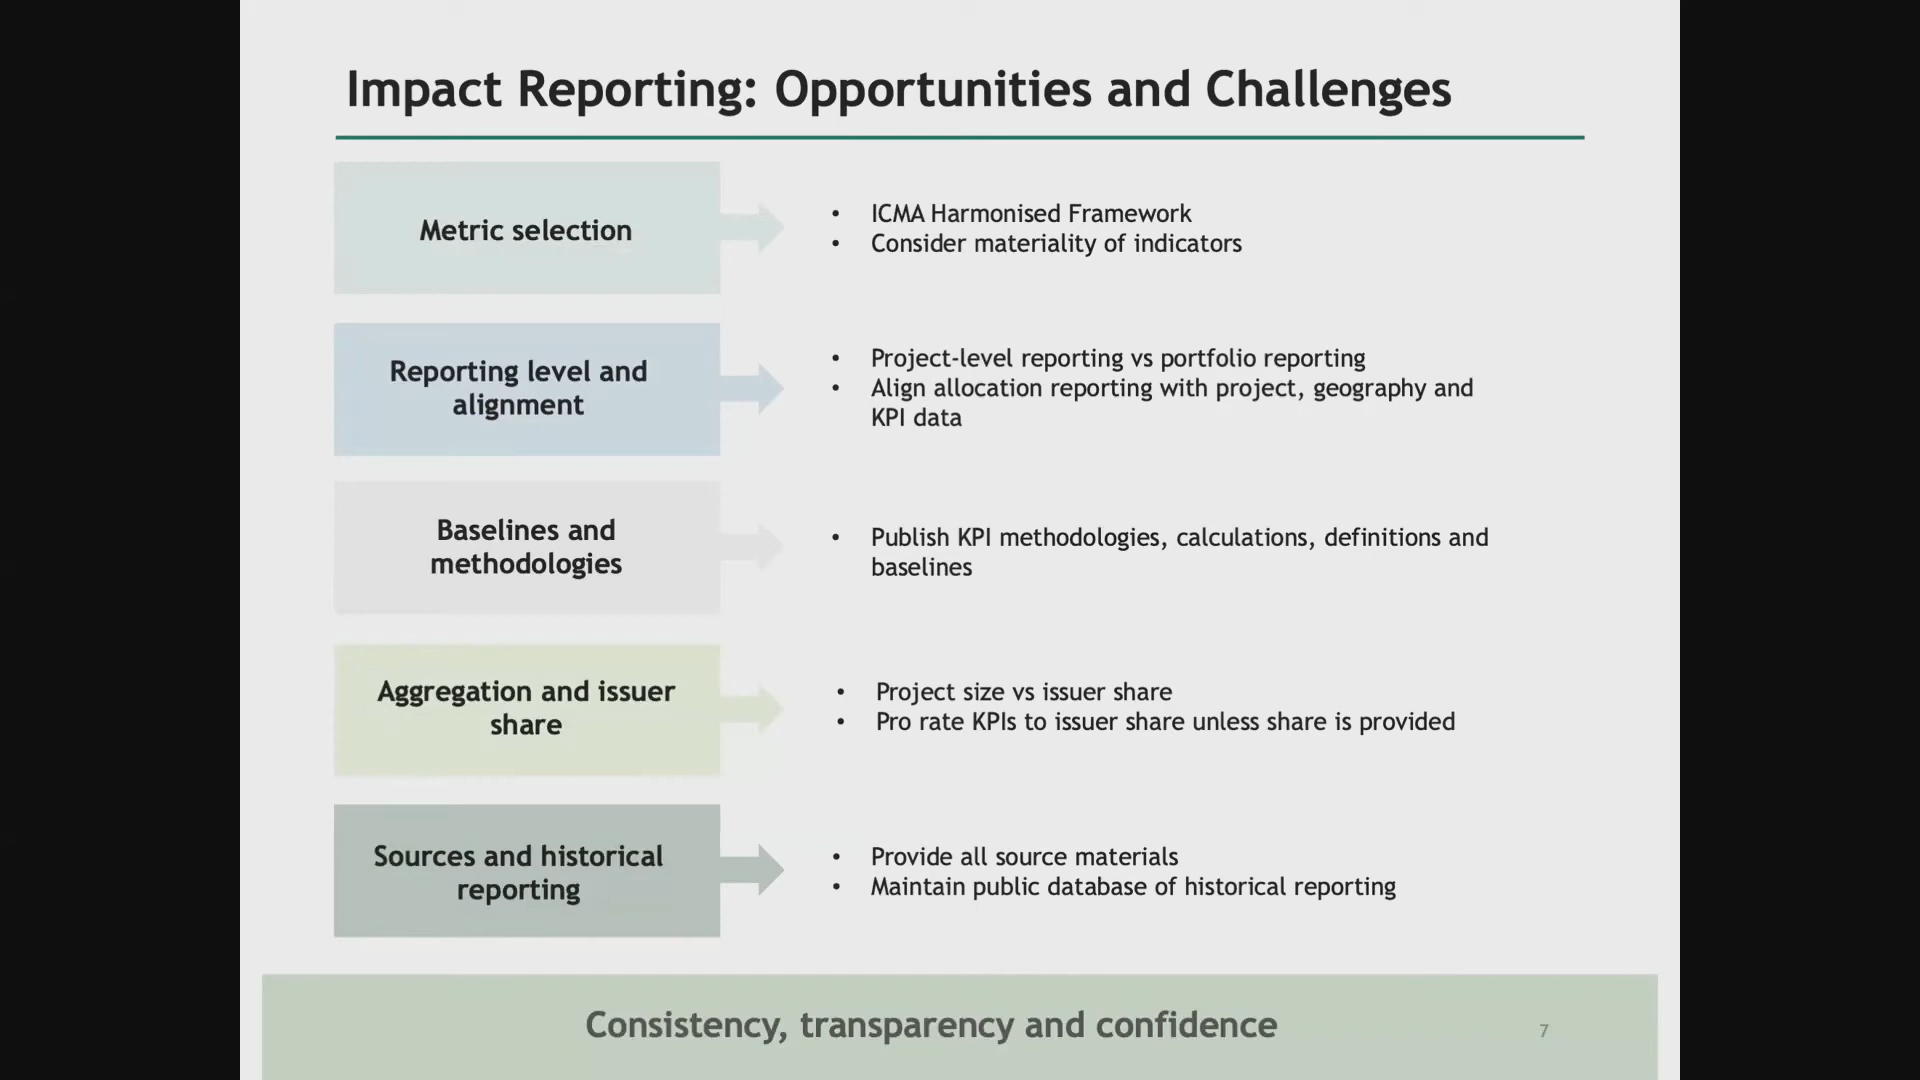 Impact Reporting: Opportunities and Challenges
Metric selection
• ICMA Harmonised Framework
• Consider materiality of indicators
Reporting level and
alignment
• Project-level reporting vs portfolio reporting
• Align allocation reporting with project, geography and
KPI data
Baselines and
methodologies
• Publish KPI methodologies, calculations, definitions and
baselines
Aggregation and issuer
share
• Project size vs issuer share
• Pro rate KPIs to issuer share unless share is provided
Sources and historical
reporting
• Provide all source materials
• Maintain public database of historical reporting
Consistency, transparency and confidence
7